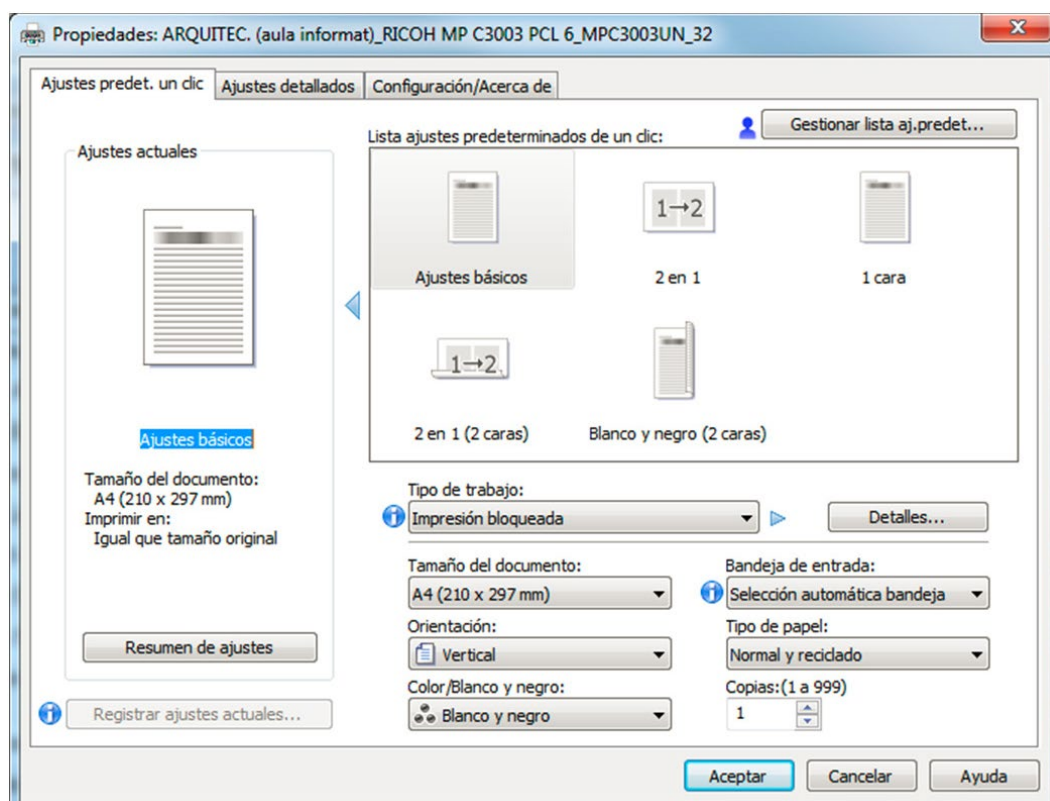 Propiedades: ARQUITEC. (aula informat)_RICOH MP C3003 PCL 6_MPC3003UN_32
Ajustes predet. un clic
Ajustes detallados
Configuración/Acerca de
Ajustes actuales
Ajustes básicos
Tamaño del documento:
A4 (210 x 297 mm)
Imprimir en:
Igual que tamaño original
Resumen de ajustes
Registrar ajustes actuales...
Lista ajustes predeterminados de un clic:
Gestionar lista aj.predet...
Ajustes básicos
1→2
2 en 1
1 cara
1→2
2 en 1 (2 caras)
Blanco y negro (2 caras)
Tipo de trabajo:
Impresión bloqueada
Detalles...
Tamaño del documento:
A4 (210 x 297 mm)
Bandeja de entrada:
Selección automática bandeja
Orientación:
Vertical
Tipo de papel:
Normal y reciclado
Color/Blanco y negro:
Blanco y negro
Copias:(1 a 999)
1
Aceptar
Cancelar
Ayuda